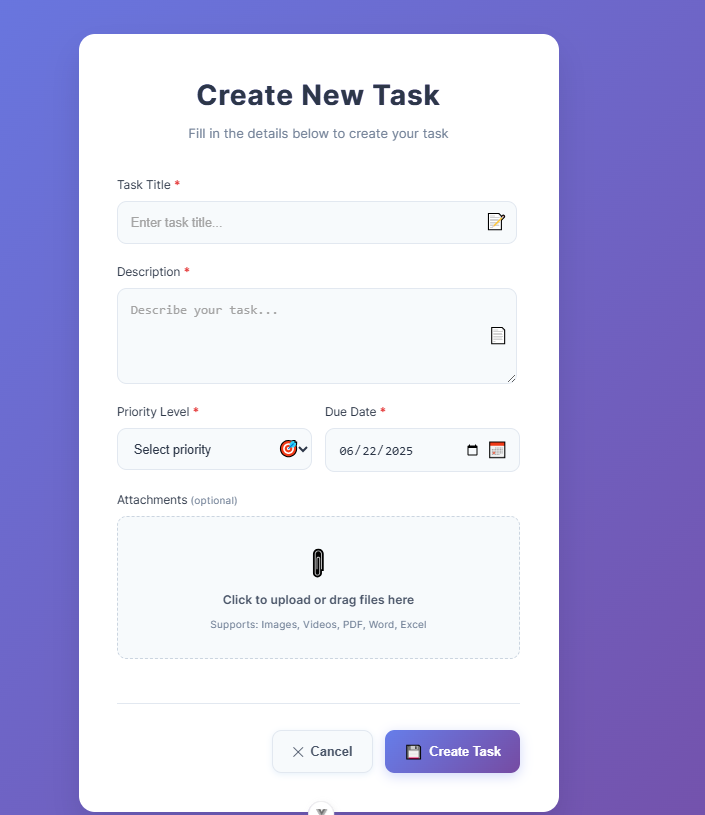 Create New Task
Fill in the details below to create your task
Task Title *
Enter task title...
Description *
Describe your task...
Priority Level * Due Date *
Select priority 06/22/2025
Attachments (optional)
Click to upload or drag files here
Supports: Images, Videos, PDF, Word, Excel
Cancel Create Task